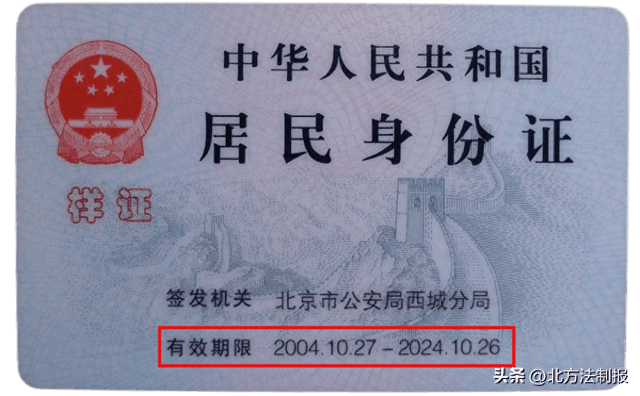 中华人民共和国
居民身份证
样证
签发机关 北京市公安局西城分局
有效期限 2004.10.27-2024.10.26
头条 @北方法制报